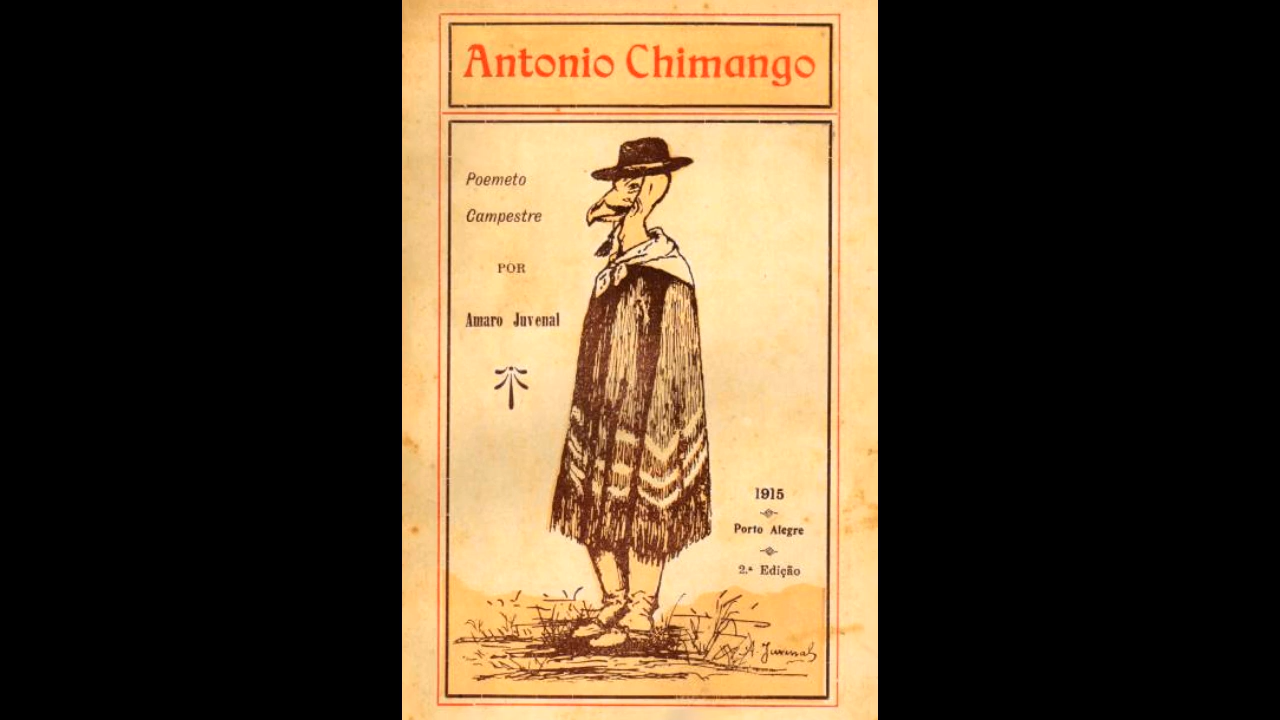 Antonio Chimango
Poemeto
Campestre
POR
Amaro Juvenal
1915
Porto Alegre
2.ª Edição
A. Juvenal